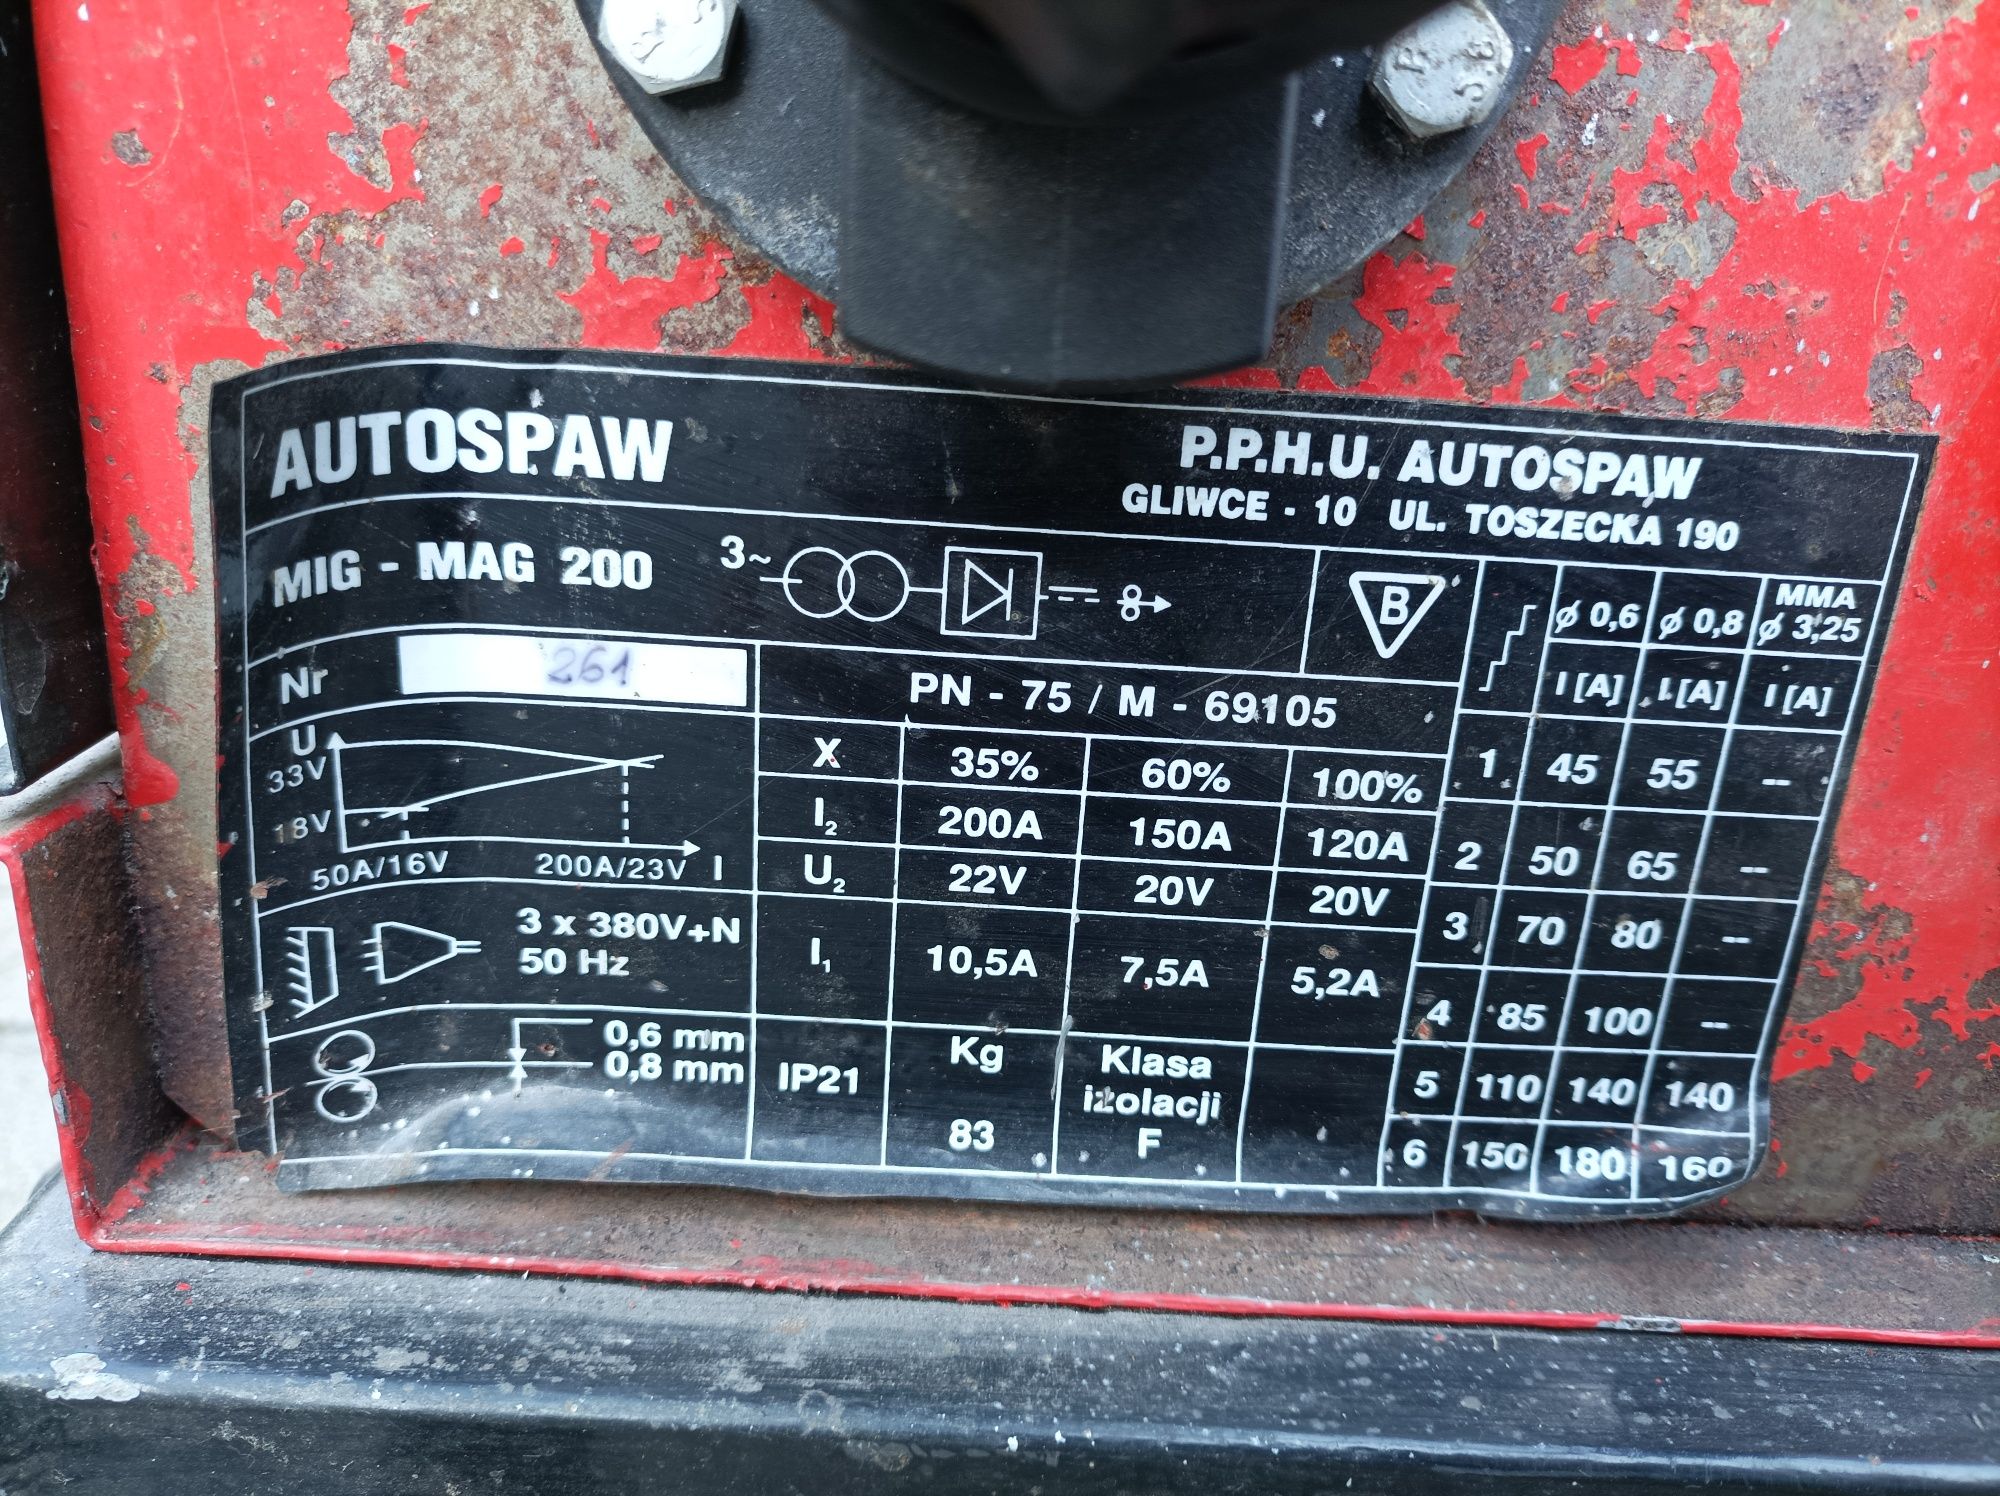 AUTOSPAW
P.P.H.U. AUTOSPAW
GLIWCE - 10 UL. TOSZECKA 190
MIG - MAG 200
3~
B
Nr 261
PN - 75 / M - 69105
U
33V
18V
50A/16V 200A/23V I
3 x 380V+N
50 Hz
0,6 mm
0,8 mm
X 35% 60% 100%
I2 200A 150A 120A
U2 22V 20V 20V
I1 10,5A 7,5A 5,2A
IP21
Kg
83
Klasa
izolacji
F
MMA
ϕ 0,6 ϕ 0,8 ϕ 3,25
I [A] I [A] I [A]
1 45 55 --
2 50 65 --
3 70 80 --
4 85 100 --
5 110 140 140
6 150 180 160